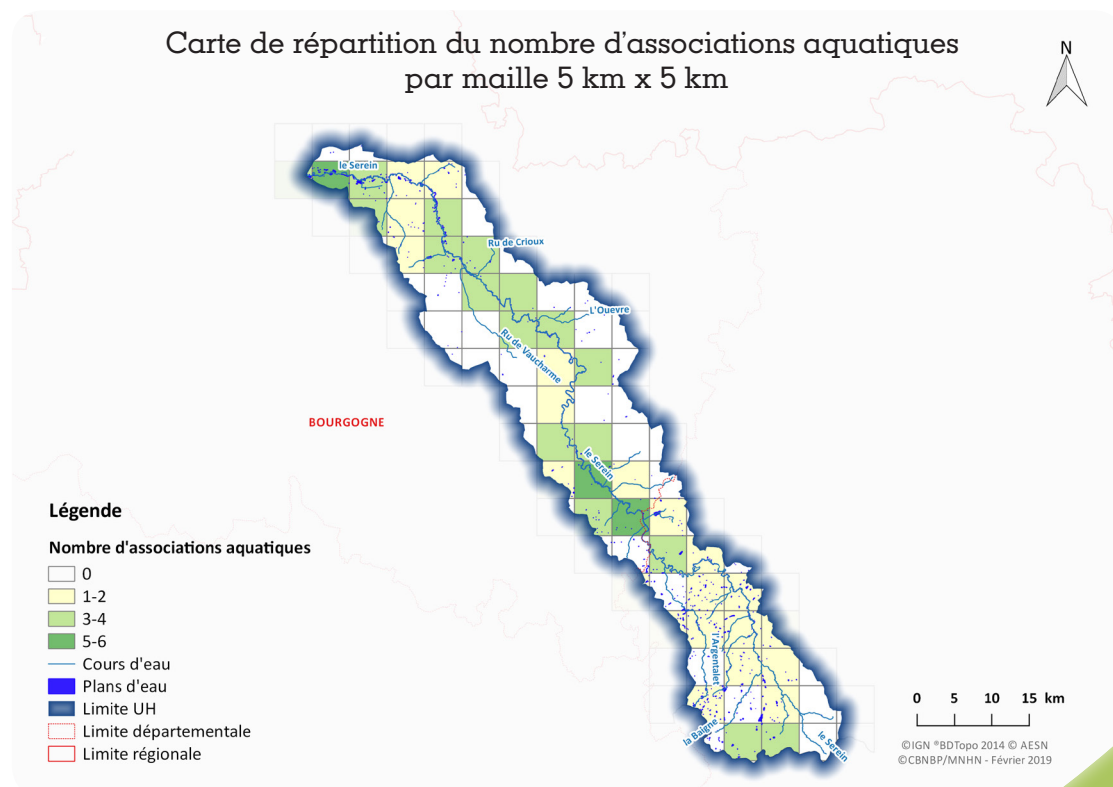 Carte de répartition du nombre d'associations aquatiques
par maille 5 km x 5 km
N
le Serein
Ru de Crioux
L'Ouevre
Ru de Vaucharme
BOURGOGNE
le Serein
l'Argentalet
la Baigne
le Serein
Légende
Nombre d'associations aquatiques
0
1-2
3-4
5-6
Cours d'eau
Plans d'eau
Limite UH
Limite départementale
Limite régionale
0 5 10 15 km
©IGN ®BDTopo 2014 © AESN
©CBNBP/MNHN - Février 2019